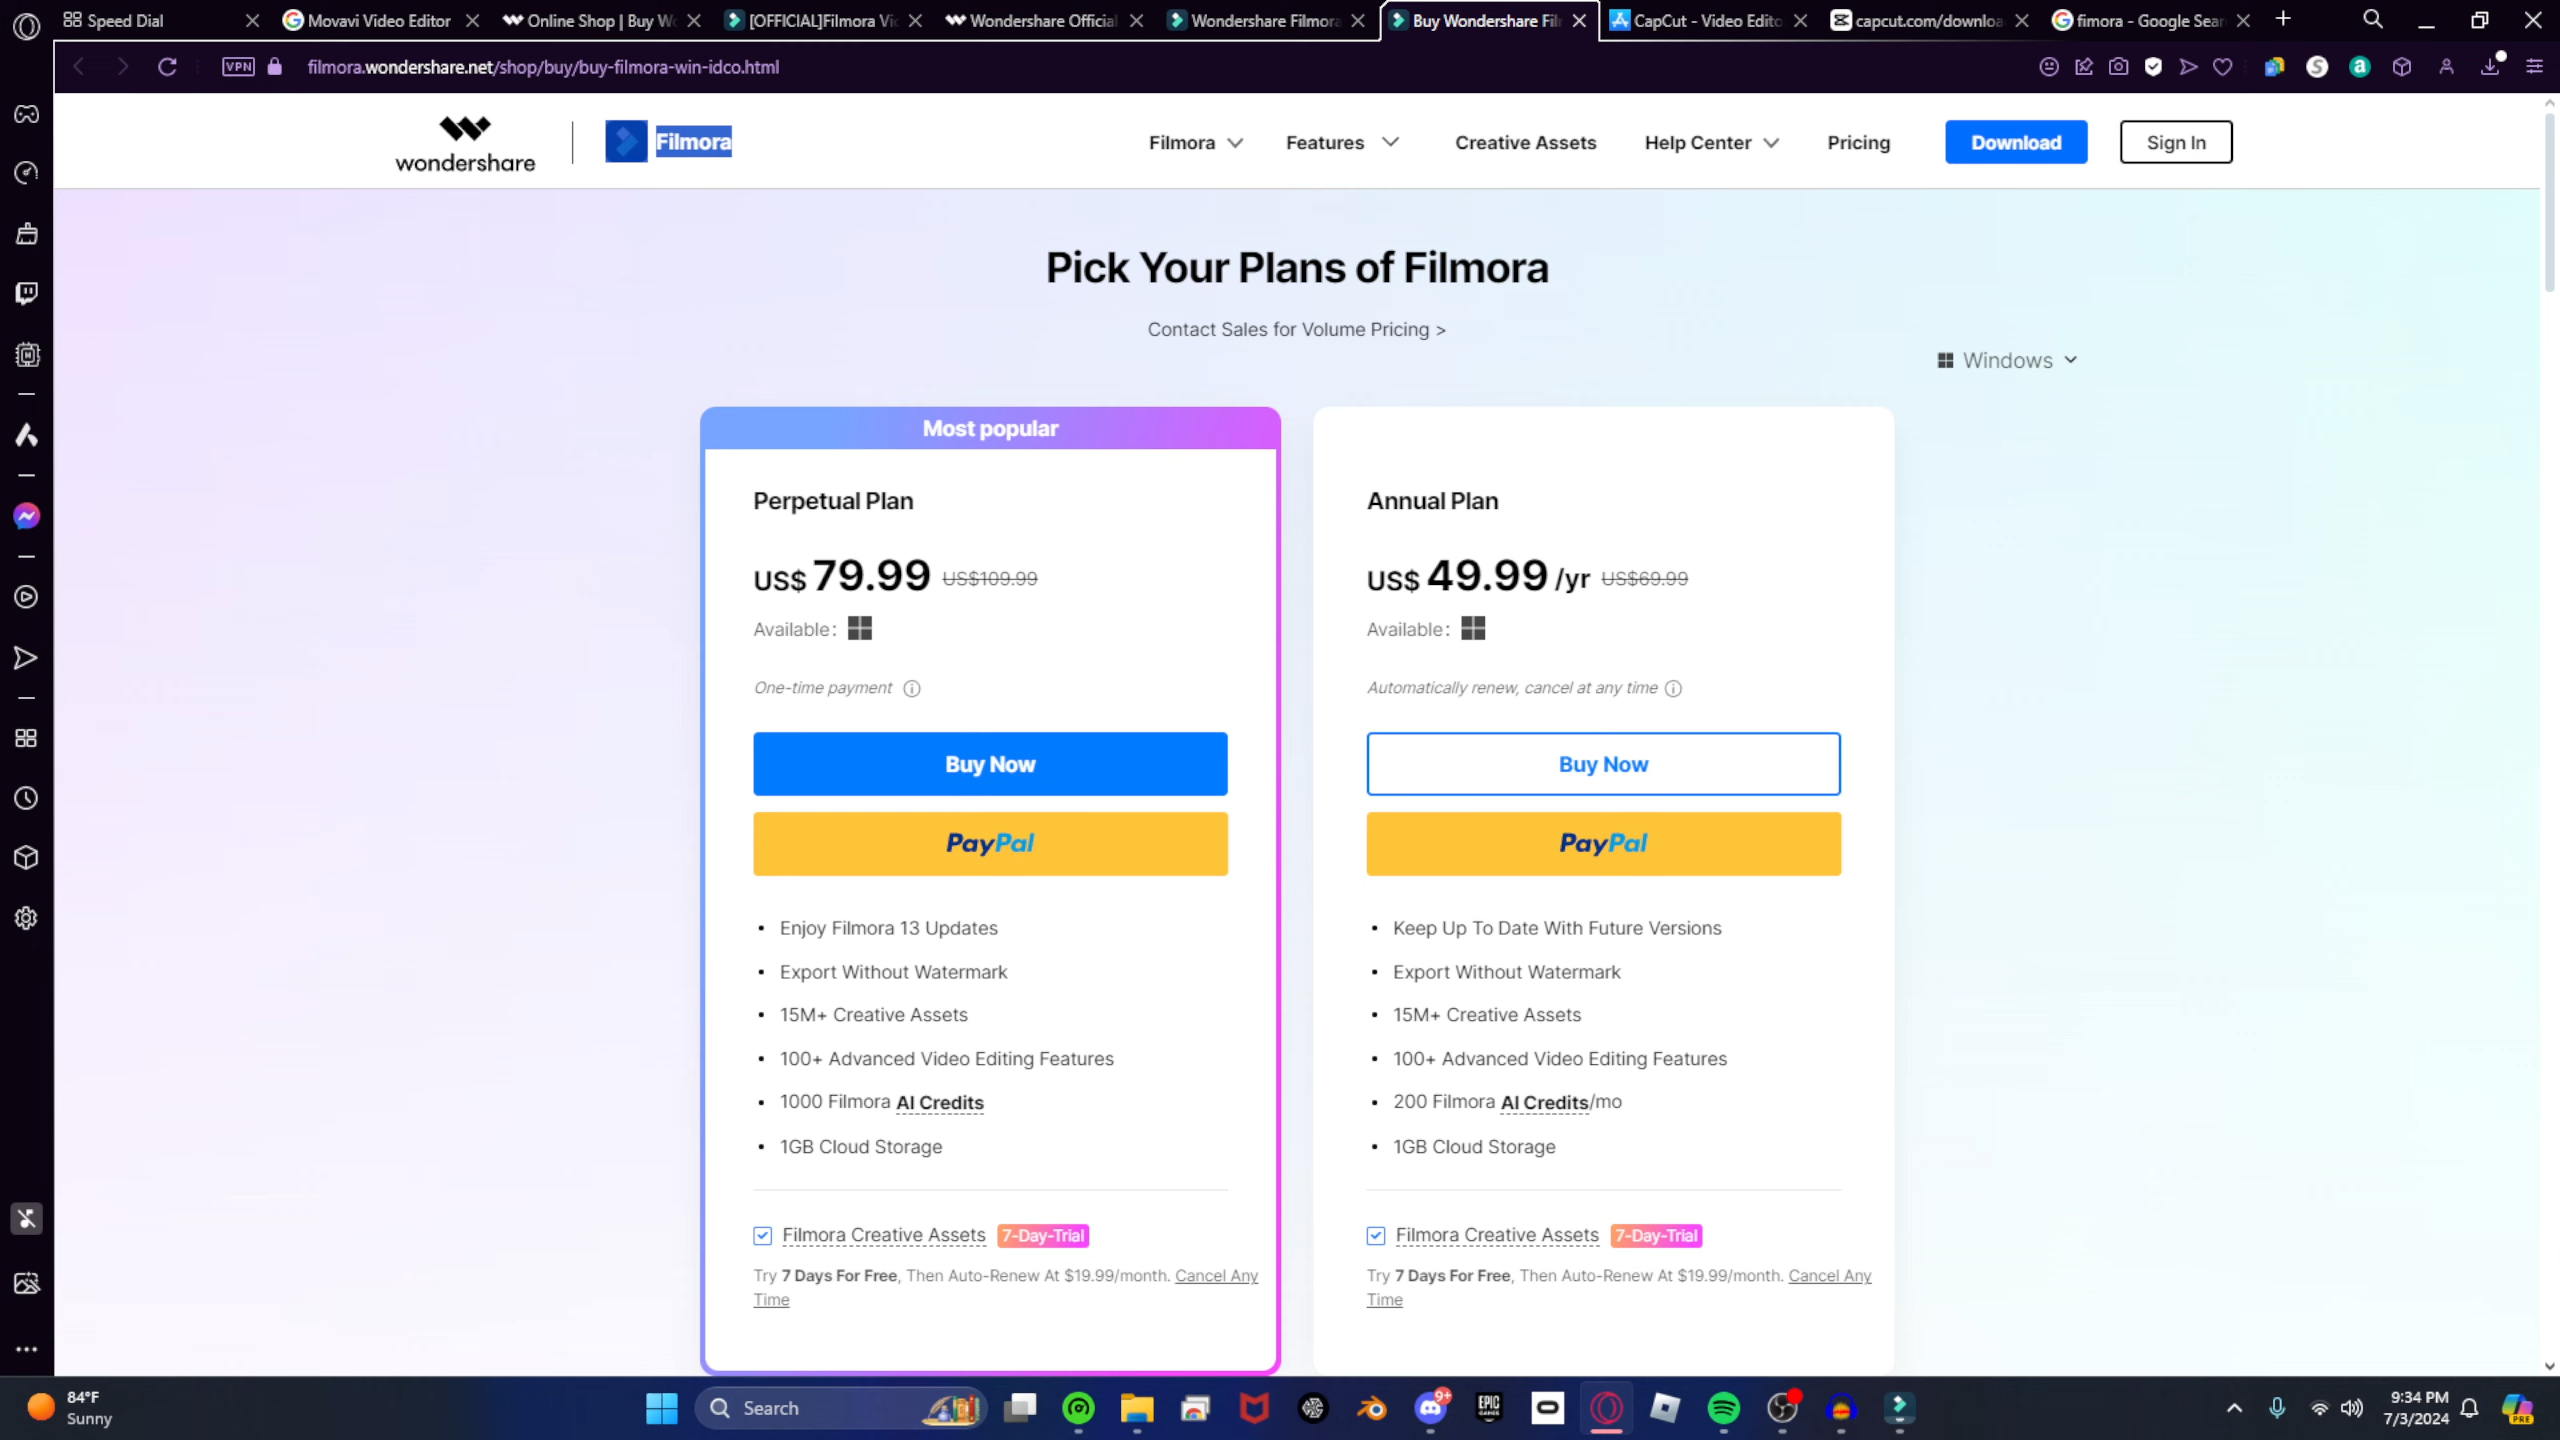 Speed Dial
Movavi Video Editor
Online Shop | Buy W
[OFFICIAL]Filmora Vi
Wondershare Official
Wondershare Filmora
Buy Wondershare Fil
CapCut - Video Edito
capcut.com/downloa
fimora - Google Sear
VPN
filmora.wondershare.net/shop/buy/buy-filmora-win-idco.html
wondershare
Filmora
Filmora
Features
Creative Assets
Help Center
Pricing
Download
Sign In
Pick Your Plans of Filmora
Contact Sales for Volume Pricing >
Windows
Most popular
Perpetual Plan
US$ 79.99 US$109.99
Available:
One-time payment
Buy Now
PayPal
• Enjoy Filmora 13 Updates
• Export Without Watermark
• 15M+ Creative Assets
• 100+ Advanced Video Editing Features
• 1000 Filmora AI Credits
• 1GB Cloud Storage
Filmora Creative Assets 7-Day-Trial
Try 7 Days For Free, Then Auto-Renew At $19.99/month. Cancel Any
Time
Annual Plan
US$ 49.99 /yr US$69.99
Available:
Automatically renew, cancel at any time
Buy Now
PayPal
• Keep Up To Date With Future Versions
• Export Without Watermark
• 15M+ Creative Assets
• 100+ Advanced Video Editing Features
• 200 Filmora AI Credits/mo
• 1GB Cloud Storage
Filmora Creative Assets 7-Day-Trial
Try 7 Days For Free, Then Auto-Renew At $19.99/month. Cancel Any
Time
84°F
Sunny
Search
9+
EPIC
GAMES
9:34 PM
7/3/2024
PRE